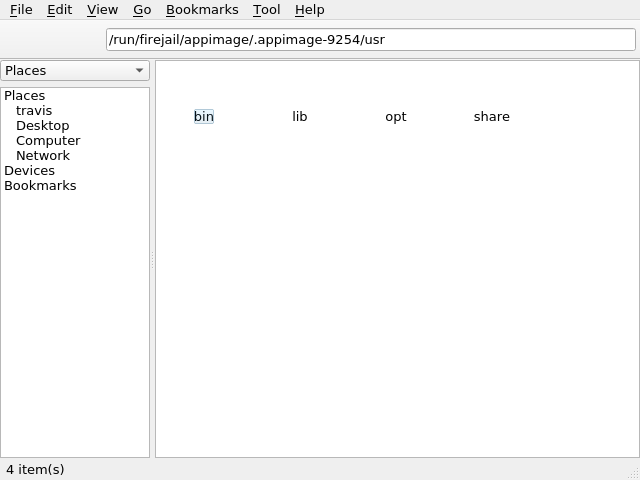 File Edit View Go Bookmarks Tool Help
/run/firejail/appimage/.appimage-9254/usr
Places
Places
travis
Desktop
Computer
Network
Devices
Bookmarks
bin lib opt share
4 item(s)